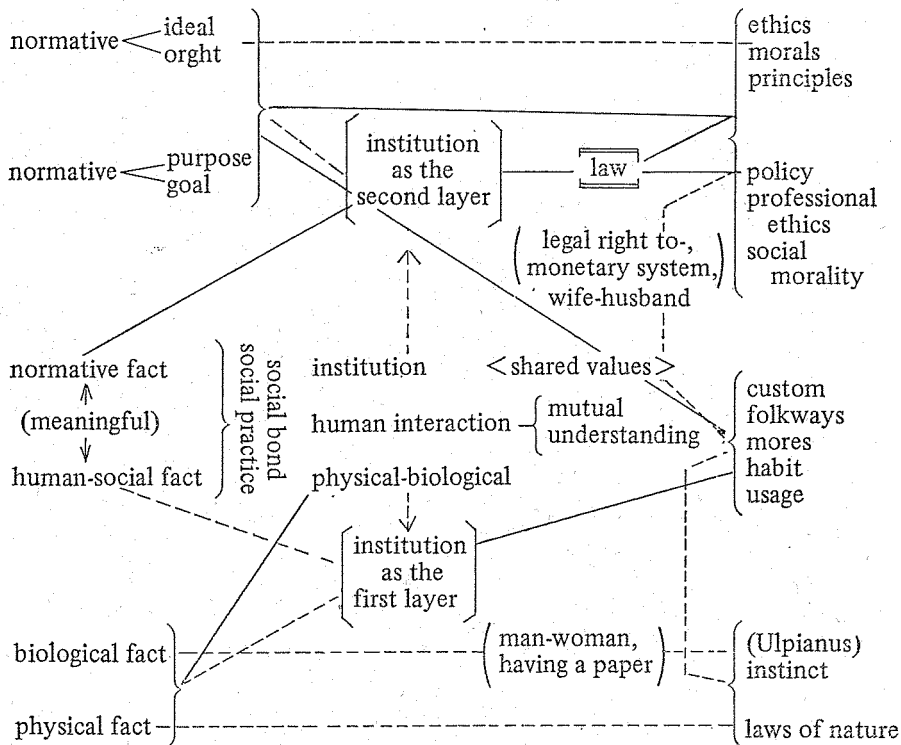 normative
ideal
orght
ethics
morals
principles
normative
purpose
goal
institution
as the
second layer
law
policy
professional
ethics
social
morality
(legal right to-,
monetary system,
wife-husband)
normative fact
(meaningful)
human-social fact
social bond
social practice
institution
<shared values>
human interaction
mutual
understanding
physical-biological
custom
folkways
mores
habit
usage
institution
as the
first layer
biological fact
(man-woman,
having a paper)
(Ulpianus)
instinct
physical fact
laws of nature